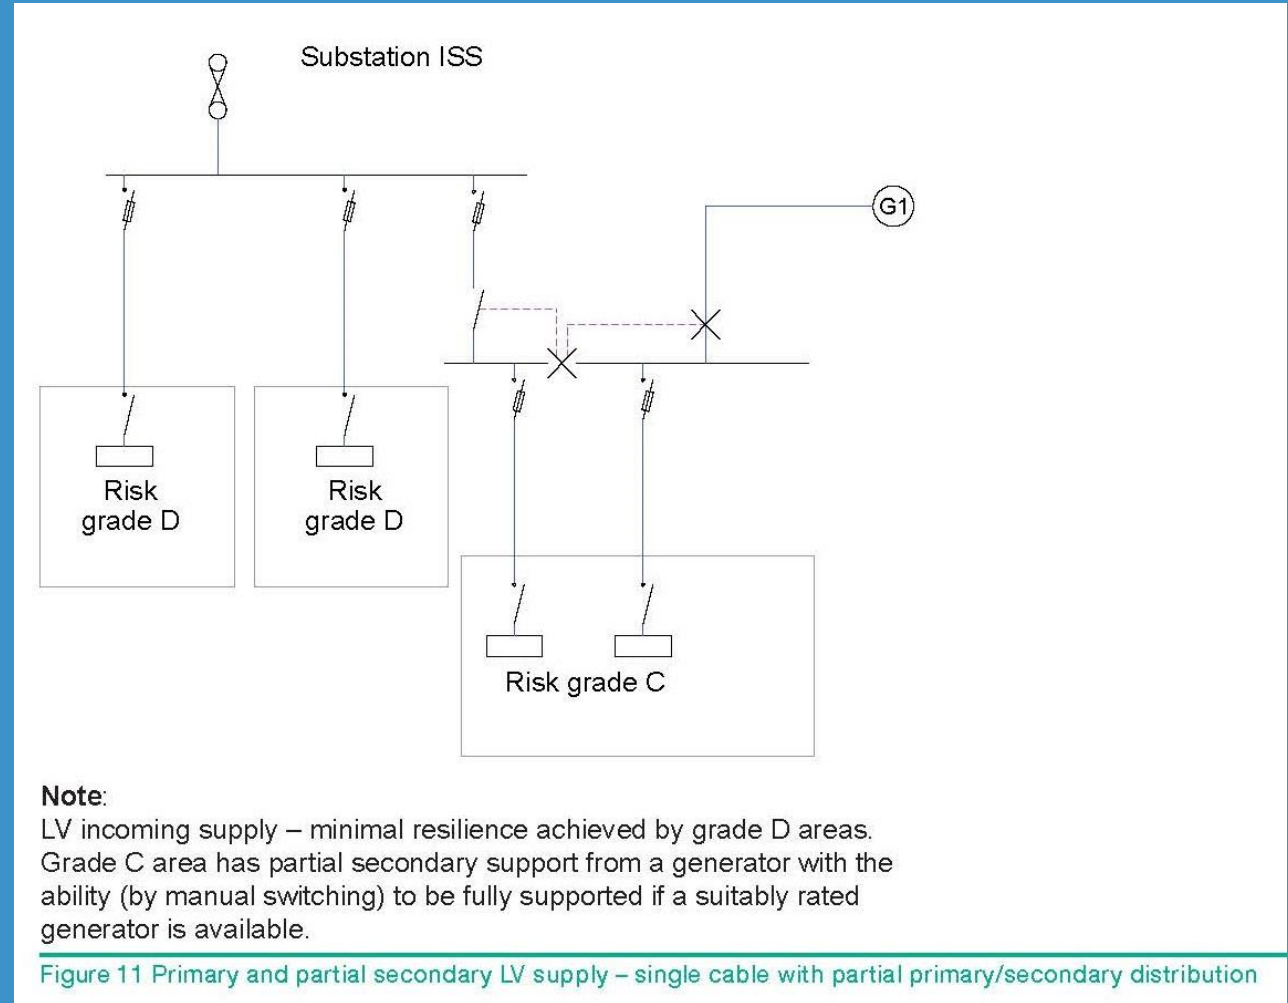 Substation ISS
G1
Risk
grade D
Risk
grade D
Risk grade C
Note:
LV incoming supply – minimal resilience achieved by grade D areas.
Grade C area has partial secondary support from a generator with the
ability (by manual switching) to be fully supported if a suitably rated
generator is available.
Figure 11 Primary and partial secondary LV supply – single cable with partial primary/secondary distribution